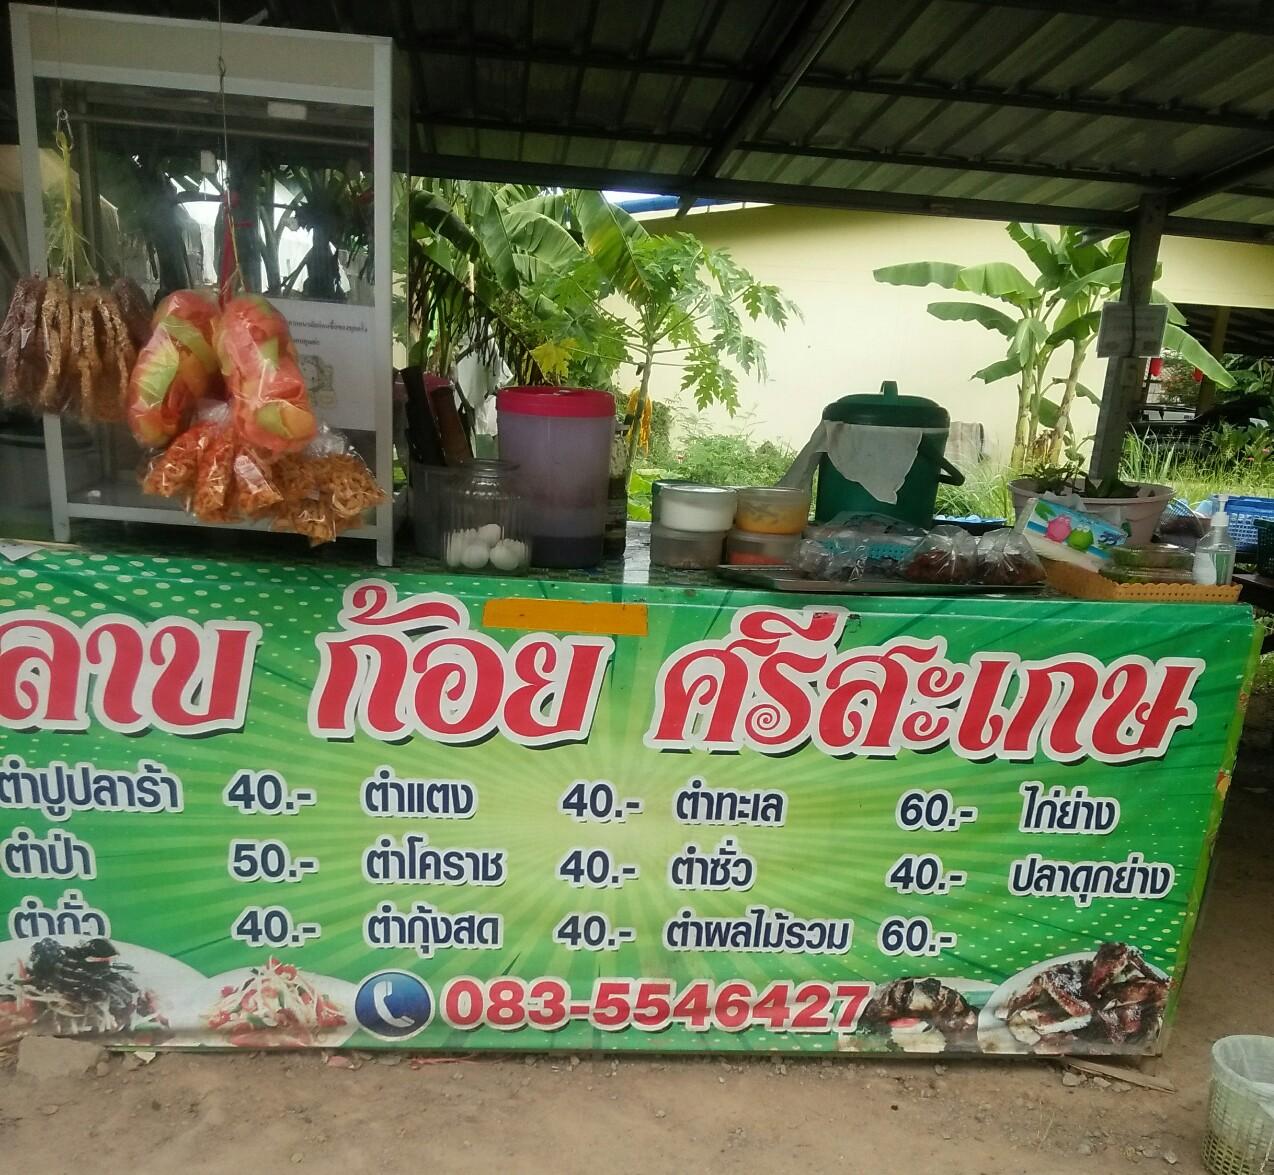 ลาบ ก้อย ศรีสะเกษ
ตำปูปลาร้า 40.- ตำแตง 40.- ตำทะเล 60.- ไก่ย่าง
ตำป่า 50.- ตำโคราช 40.- ตำซั่ว 40.- ปลาดุกย่าง
ตำถั่ว 40.- ตำกุ้งสด 40.- ตำผลไม้รวม 60.-
083-5546427